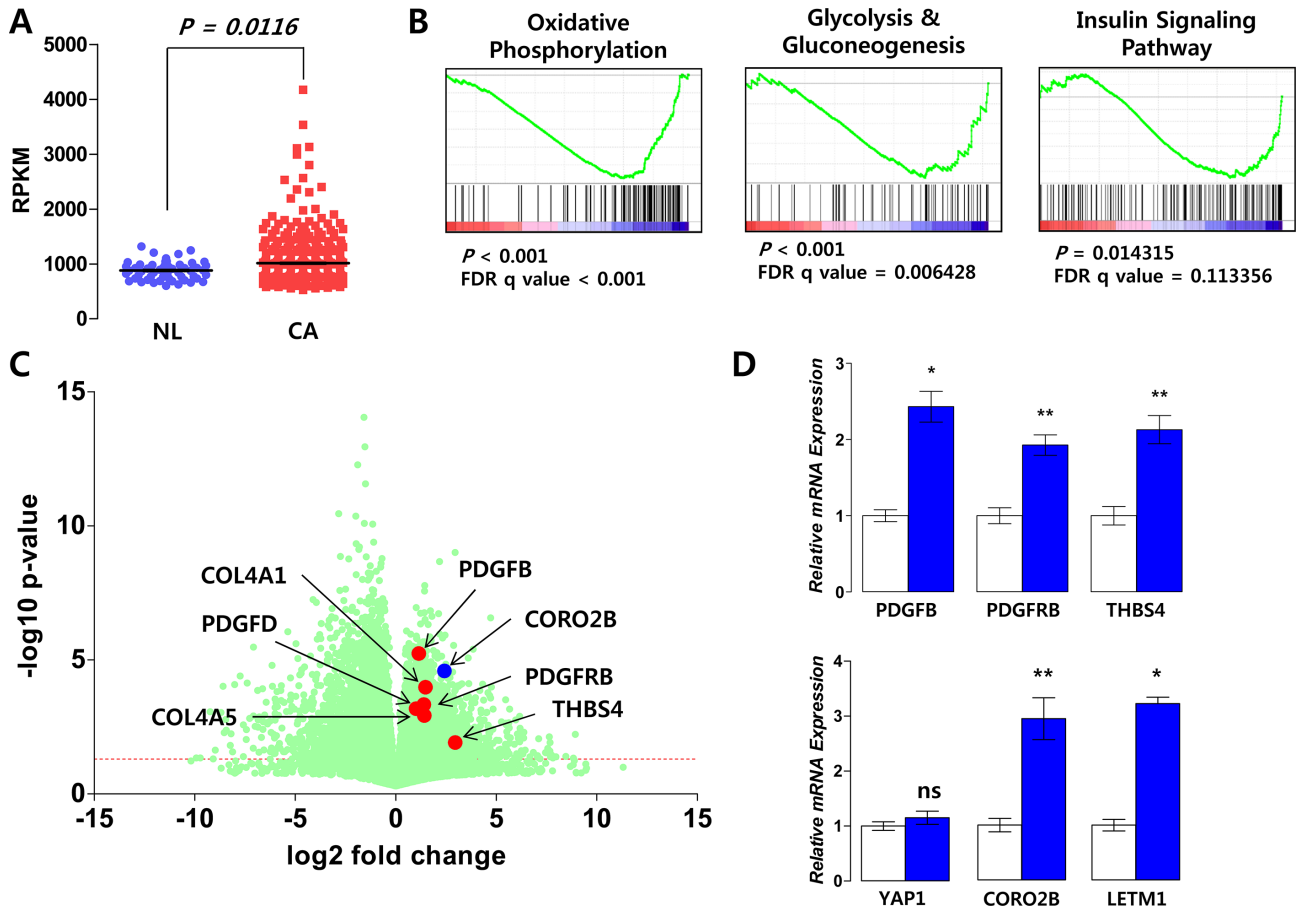 A
P = 0.0116
RPKM
5000
4000
3000
2000
1000
0
NL
CA
B
Oxidative
Phosphorylation
P < 0.001
FDR q value < 0.001
Glycolysis &
Gluconeogenesis
P < 0.001
FDR q value = 0.006428
Insulin Signaling
Pathway
P = 0.014315
FDR q value = 0.113356
C
-log10 p-value
15
10
5
0
-15
-10
-5
0
5
10
15
log2 fold change
COL4A1
PDGFD
COL4A5
PDGFB
CORO2B
PDGFRB
THBS4
D
Relative mRNA Expression
3
2
1
0
*
**
**
PDGFB
PDGFRB
THBS4
Relative mRNA Expression
4
3
2
1
0
ns
**
*
YAP1
CORO2B
LETM1